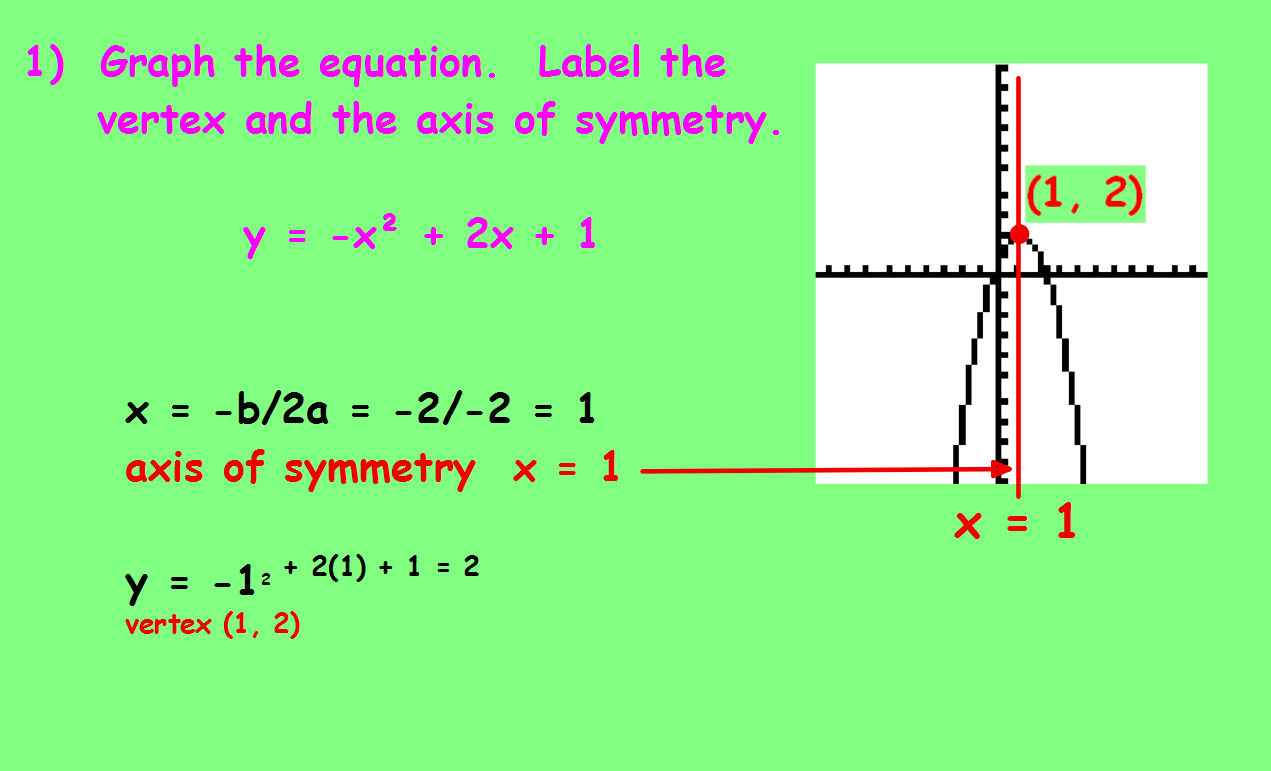 1) Graph the equation. Label the
vertex and the axis of symmetry.
y = -x² + 2x + 1
(1, 2)
x = -b/2a = -2/-2 = 1
axis of symmetry x = 1
x = 1
y = -1² + 2(1) + 1 = 2
vertex (1, 2)